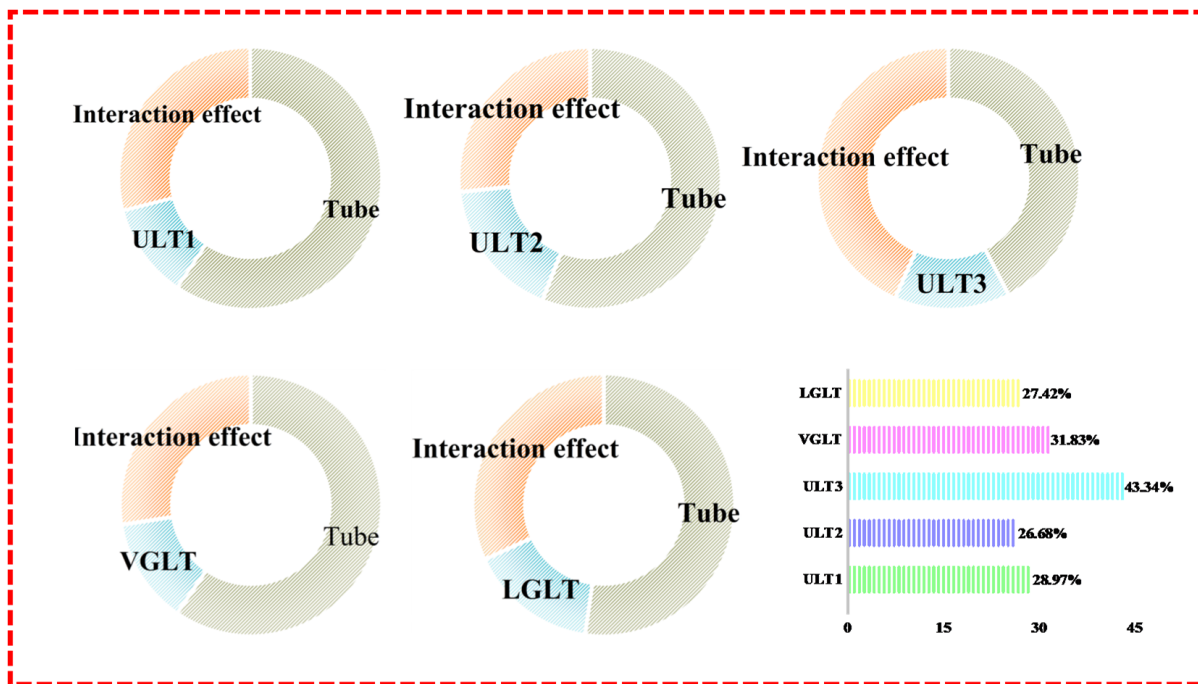 Interaction effect
Tube
ULT1
Interaction effect
Tube
ULT2
Interaction effect
Tube
ULT3
Interaction effect
Tube
VGLT
Interaction effect
Tube
LGLT
LGLT 27.42%
VGLT 31.83%
ULT3 43.34%
ULT2 26.68%
ULT1 28.97%
0 15 30 45